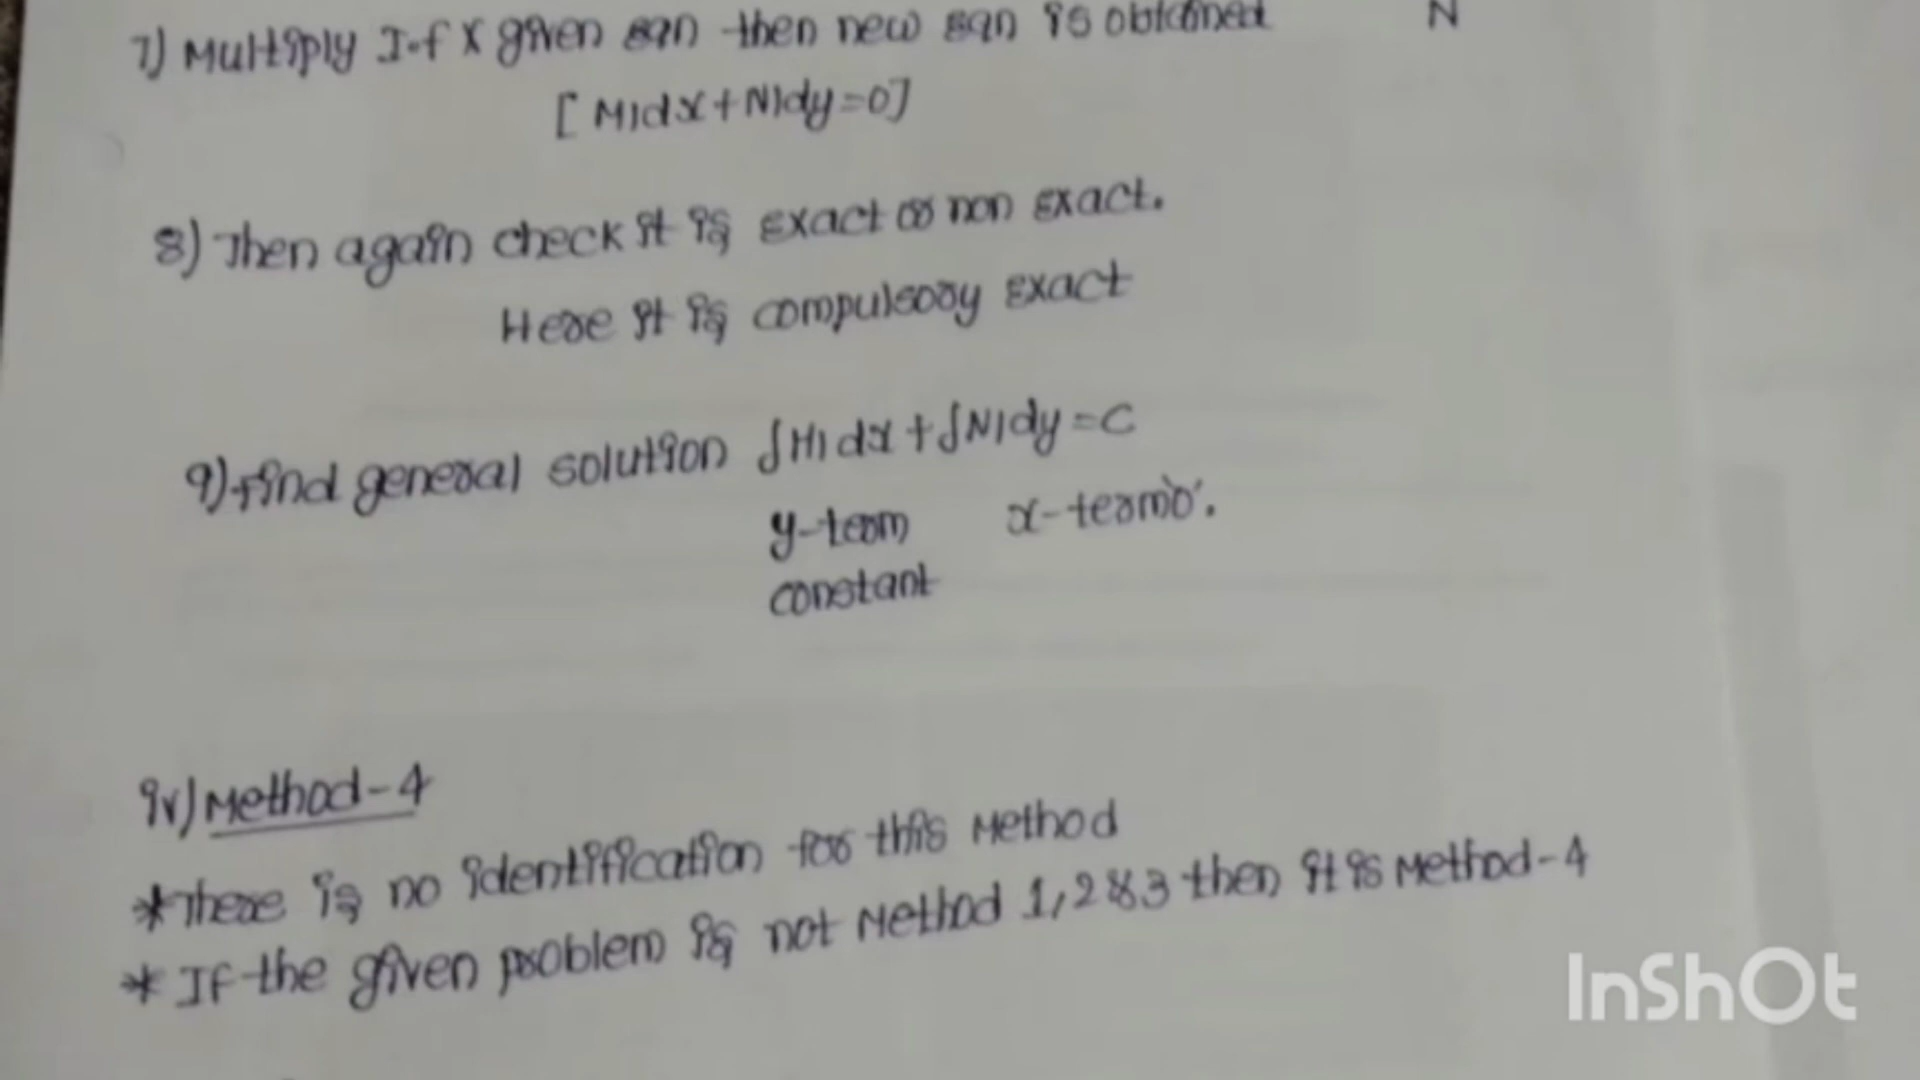 7) Multiply I.f X given eqn then new eqn is obtained N
[M1dx+N1dy=0]
8) Then again check it is exact or non exact.
Here it is compulsory exact
9) find general solution ∫M1dx+∫N1dy=c
y-term x-term'o'.
constant
iv) Method-4
*There is no identification for this Method
* If the given problem is not Method 1,2&3 then it is Method-4
InShOt